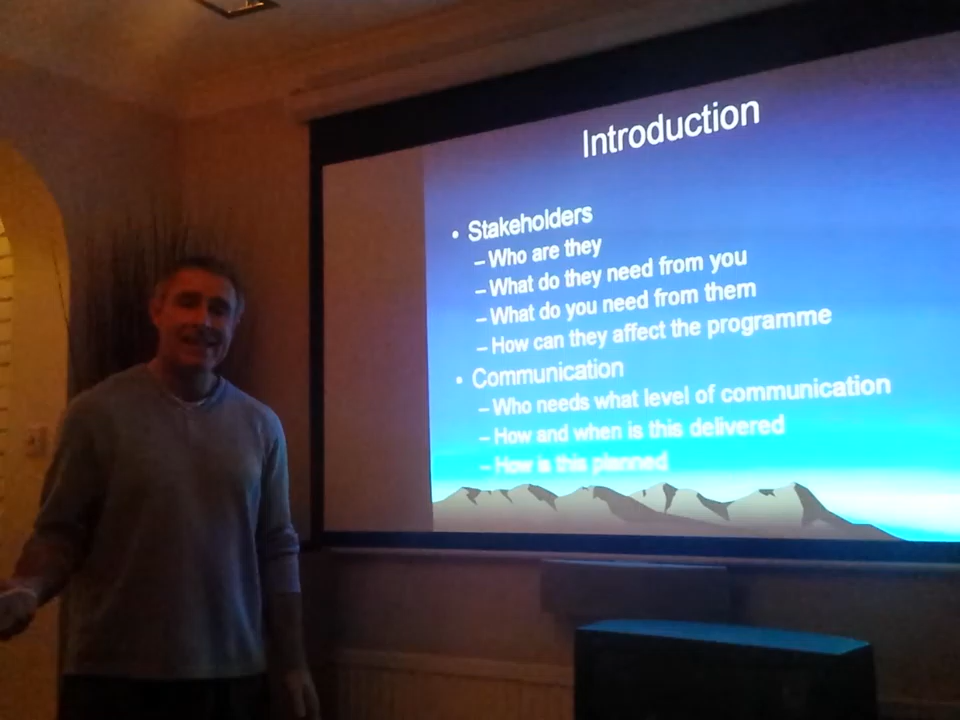 Introduction
• Stakeholders
– Who are they
– What do they need from you
– What do you need from them
– How can they affect the programme
• Communication
– Who needs what level of communication
– How and when is this delivered
– How is this planned